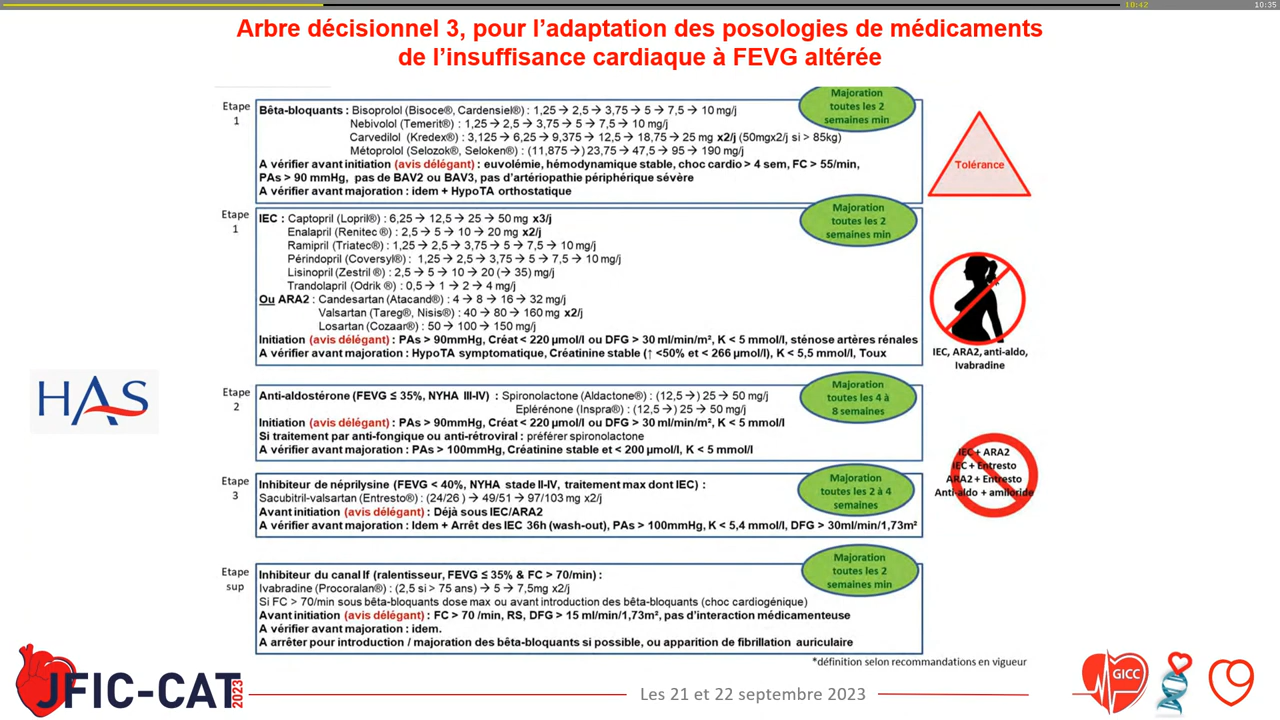 10:42
10:35
Arbre décisionnel 3, pour l’adaptation des posologies de médicaments
de l’insuffisance cardiaque à FEVG altérée
Etape
1
Bêta-bloquants : Bisoprolol (Bisoce®, Cardensiel®) : 1,25 → 2,5 → 3,75 → 5 → 7,5 → 10 mg/j
Nebivolol (Temerit®) : 1,25 → 2,5 → 3,75 → 5 → 7,5 → 10 mg/j
Carvedilol (Kredex®) : 3,125 → 6,25 → 9,375 → 12,5 → 18,75 → 25 mg x2/j (50mgx2/j si > 85kg)
Métoprolol (Selozok®, Seloken®) : (11,875 →) 23,75 → 47,5 → 95 → 190 mg/j
A vérifier avant initiation (avis délégant) : euvolémie, hémodynamique stable, choc cardio > 4 sem, FC > 55/min,
PAs > 90 mmHg, pas de BAV2 ou BAV3, pas d’artériopathie périphérique sévère
A vérifier avant majoration : idem + HypoTA orthostatique
Majoration
toutes les 2
semaines min
Tolérance
Etape
1
IEC : Captopril (Lopril®) : 6,25 → 12,5 → 25 → 50 mg x3/j
Enalapril (Renitec ®) : 2,5 → 5 → 10 → 20 mg x2/j
Ramipril (Triatec®) : 1,25 → 2,5 → 3,75 → 5 → 7,5 → 10 mg/j
Périndopril (Coversyl®) : 1,25 → 2,5 → 3,75 → 5 → 7,5 → 10 mg/j
Lisinopril (Zestril ®) : 2,5 → 5 → 10 → 20 (→ 35) mg/j
Trandolapril (Odrik ®) : 0,5 → 1 → 2 → 4 mg/j
Ou ARA2 : Candesartan (Atacand®) : 4 → 8 → 16 → 32 mg/j
Valsartan (Tareg®, Nisis®) : 40 → 80 → 160 mg x2/j
Losartan (Cozaar®) : 50 → 100 → 150 mg/j
Initiation (avis délégant) : PAs > 90mmHg, Créat < 220 µmol/l ou DFG > 30 ml/min/m², K < 5 mmol/l, sténose artères rénales
A vérifier avant majoration : HypoTA symptomatique, Créatinine stable (↑ <50% et < 266 µmol/l), K < 5,5 mmol/l, Toux
Majoration
toutes les 2
semaines min
IEC, ARA2, anti-aldo,
Ivabradine
HAS
Etape
2
Anti-aldostérone (FEVG ≤ 35%, NYHA III-IV) : Spironolactone (Aldactone®) : (12,5 →) 25 → 50 mg/j
Eplérénone (Inspra®) : (12,5 →) 25 → 50 mg/j
Initiation (avis délégant) : PAs > 90mmHg, Créat < 220 µmol/l ou DFG > 30 ml/min/m², K < 5 mmol/l
Si traitement par anti-fongique ou anti-rétroviral : préférer spironolactone
A vérifier avant majoration : PAs > 100mmHg, Créatinine stable et < 200 µmol/l, K < 5 mmol/l
Majoration
toutes les 4 à
8 semaines
IEC + ARA2
IEC + Entresto
ARA2 + Entresto
Anti-aldo + amiloride
Etape
3
Inhibiteur de néprilysine (FEVG < 40%, NYHA stade II-IV, traitement max dont IEC) :
Sacubitril-valsartan (Entresto®) : (24/26 ) → 49/51 → 97/103 mg x2/j
Avant initiation (avis délégant) : Déjà sous IEC/ARA2
A vérifier avant majoration : Idem + Arrêt des IEC 36h (wash-out), PAs > 100mmHg, K < 5,4 mmol/l, DFG > 30ml/min/1,73m²
Majoration
toutes les 2 à 4
semaines
Etape
sup
Inhibiteur du canal If (ralentisseur, FEVG ≤ 35% & FC > 70/min) :
Ivabradine (Procoralan®) : (2,5 si > 75 ans) → 5 → 7,5mg x2/j
Si FC > 70/min sous bêta-bloquants dose max ou avant introduction des bêta-bloquants (choc cardiogénique)
Avant initiation (avis délégant) : FC > 70 /min, RS, DFG > 15 ml/min/1,73m², pas d’interaction médicamenteuse
A vérifier avant majoration : idem.
A arrêter pour introduction / majoration des bêta-bloquants si possible, ou apparition de fibrillation auriculaire
Majoration
toutes les 2
semaines min
*définition selon recommandations en vigueur
JFIC-CAT
2023
Les 21 et 22 septembre 2023
GICC